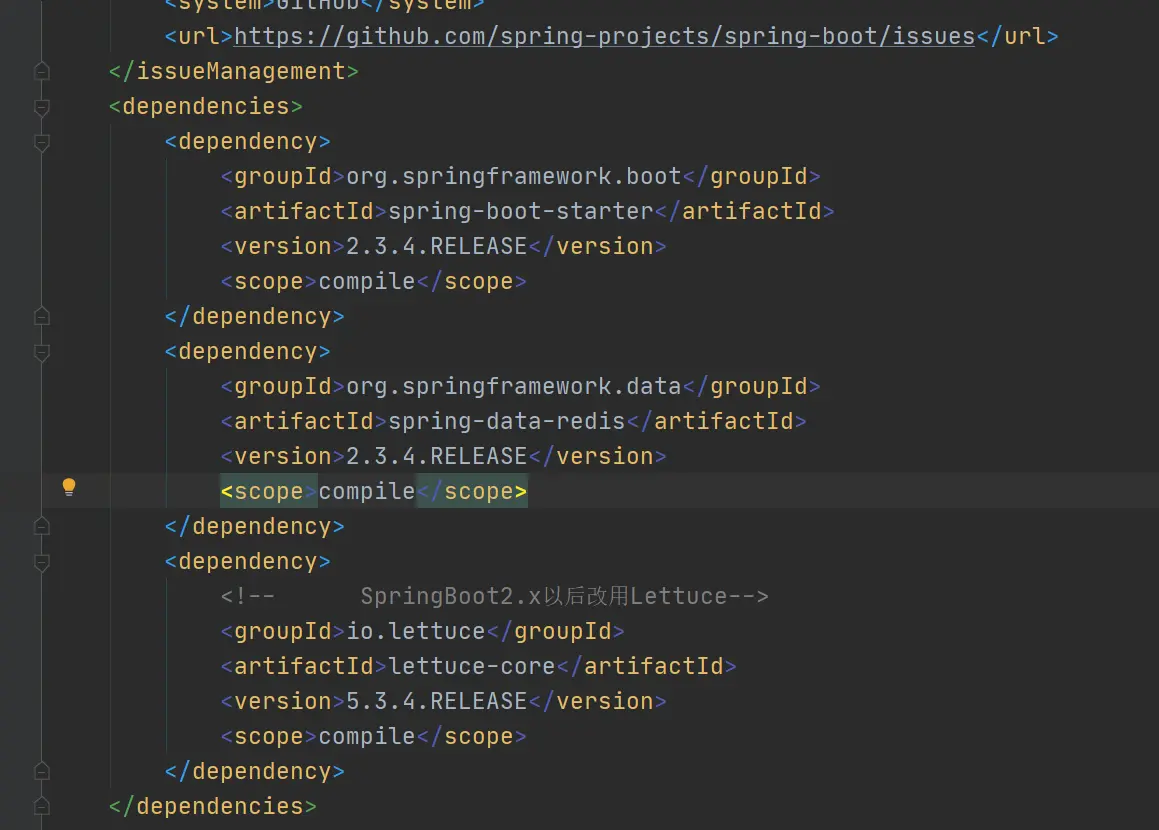 <system>GitHub</system>
<url>https://github.com/spring-projects/spring-boot/issues</url>
</issueManagement>
<dependencies>
<dependency>
<groupId>org.springframework.boot</groupId>
<artifactId>spring-boot-starter</artifactId>
<version>2.3.4.RELEASE</version>
<scope>compile</scope>
</dependency>
<dependency>
<groupId>org.springframework.data</groupId>
<artifactId>spring-data-redis</artifactId>
<version>2.3.4.RELEASE</version>
<scope>compile</scope>
</dependency>
<dependency>
<!--      SpringBoot2.x以后改用Lettuce-->
<groupId>io.lettuce</groupId>
<artifactId>lettuce-core</artifactId>
<version>5.3.4.RELEASE</version>
<scope>compile</scope>
</dependency>
</dependencies>